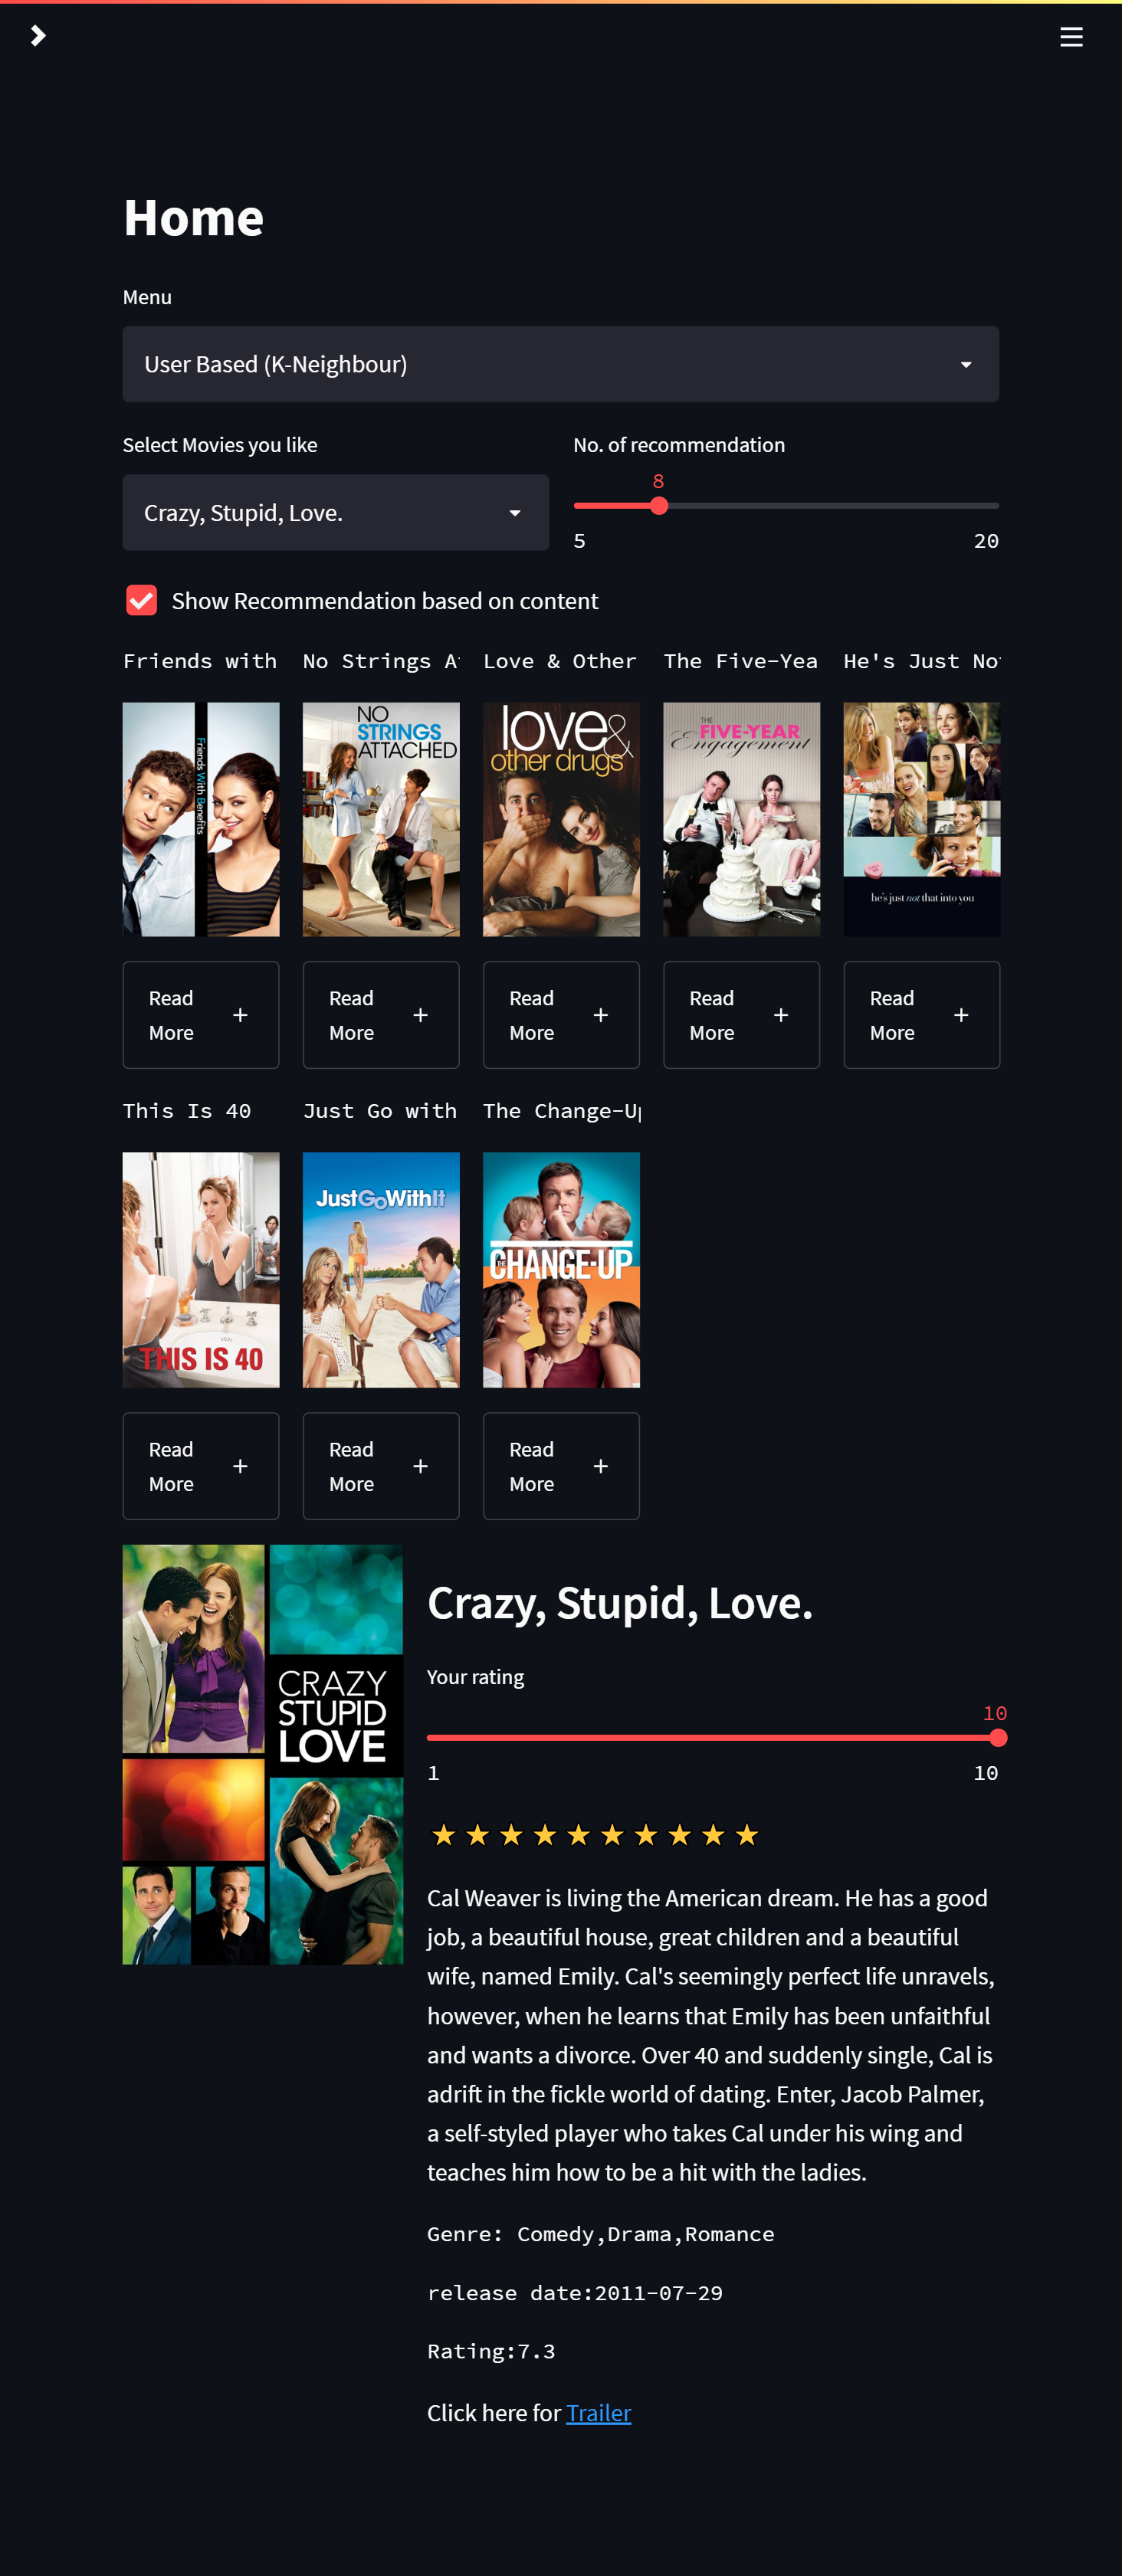 Home
Menu
User Based (K-Neighbour)
Select Movies you like
No. of recommendation
Crazy, Stupid, Love.
8
5
20
Show Recommendation based on content
Friends with
No Strings A
Love & Other
The Five-Yea
He's Just No
Friends With Benefits
NO
STRINGS
ATTACHED
love &
other drugs
THE
FIVE-YEAR
Engagement
he's just not that into you
Read
More
Read
More
Read
More
Read
More
Read
More
This Is 40
Just Go with
The Change-U
THIS IS 40
JustGoWithIt
THE CHANGE-UP
Read
More
Read
More
Read
More
CRAZY
STUPID
LOVE
Crazy, Stupid, Love.
Your rating
10
1
10
Cal Weaver is living the American dream. He has a good
job, a beautiful house, great children and a beautiful
wife, named Emily. Cal's seemingly perfect life unravels,
however, when he learns that Emily has been unfaithful
and wants a divorce. Over 40 and suddenly single, Cal is
adrift in the fickle world of dating. Enter, Jacob Palmer,
a self-styled player who takes Cal under his wing and
teaches him how to be a hit with the ladies.
Genre: Comedy,Drama,Romance
release date:2011-07-29
Rating:7.3
Click here for Trailer